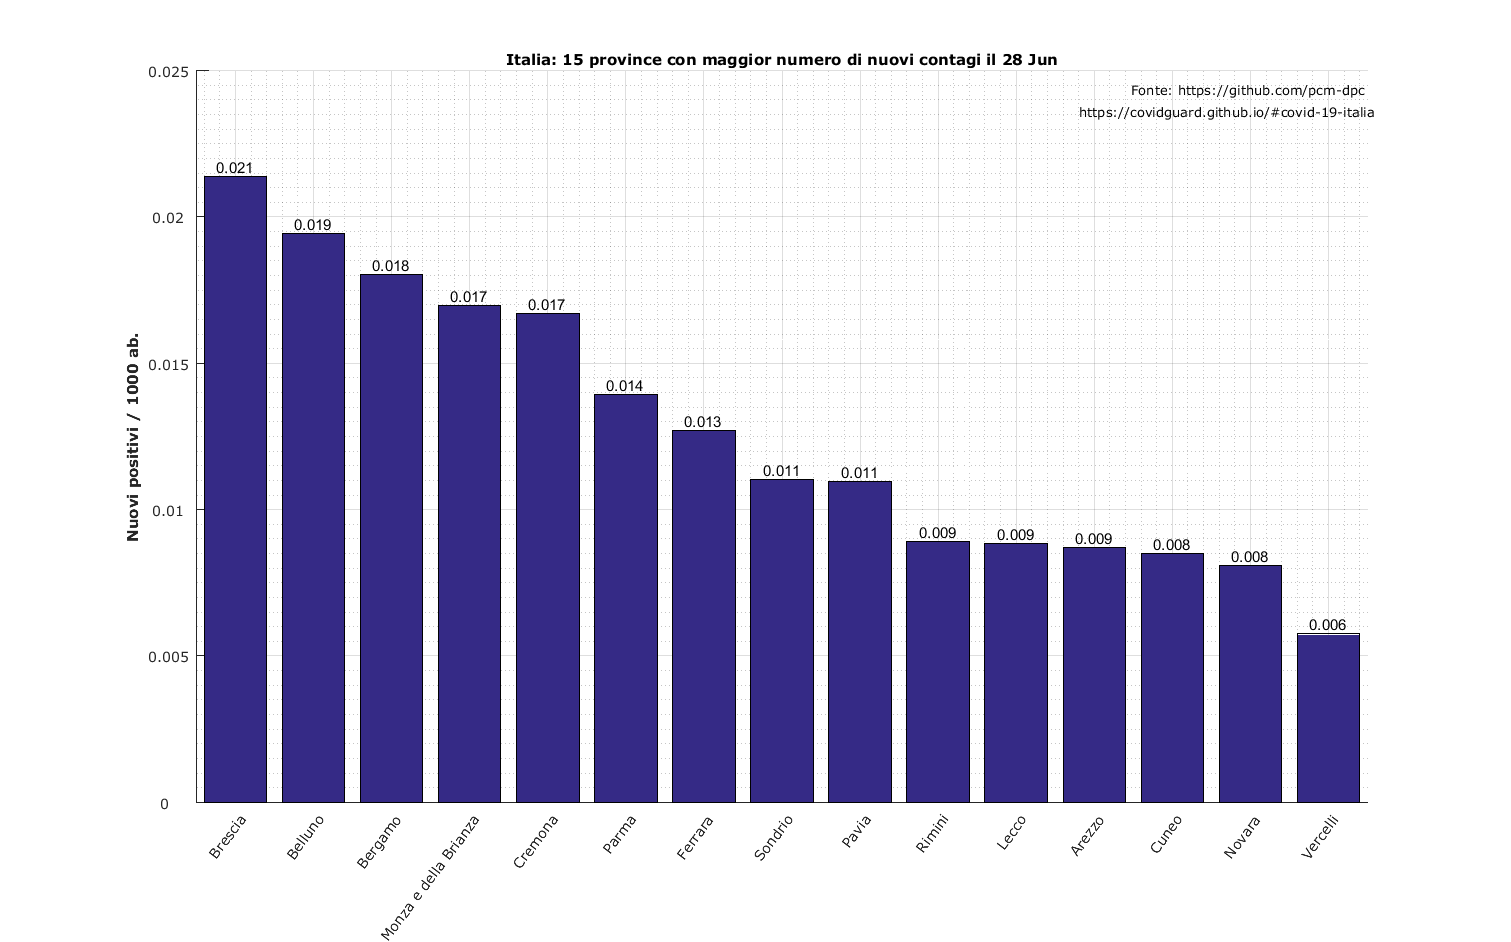 Italia: 15 province con maggior numero di nuovi contagi il 28 Jun
Fonte: https://github.com/pcm-dpc
https://covidguard.github.io/#covid-19-italia
Nuovi positivi / 1000 ab.
0.025
0.02
0.015
0.01
0.005
0
0.021
0.019
0.018
0.017
0.017
0.014
0.013
0.011
0.011
0.009
0.009
0.009
0.008
0.008
0.006
Brescia
Belluno
Bergamo
Monza e della Brianza
Cremona
Parma
Ferrara
Sondrio
Pavia
Rimini
Lecco
Arezzo
Cuneo
Novara
Vercelli